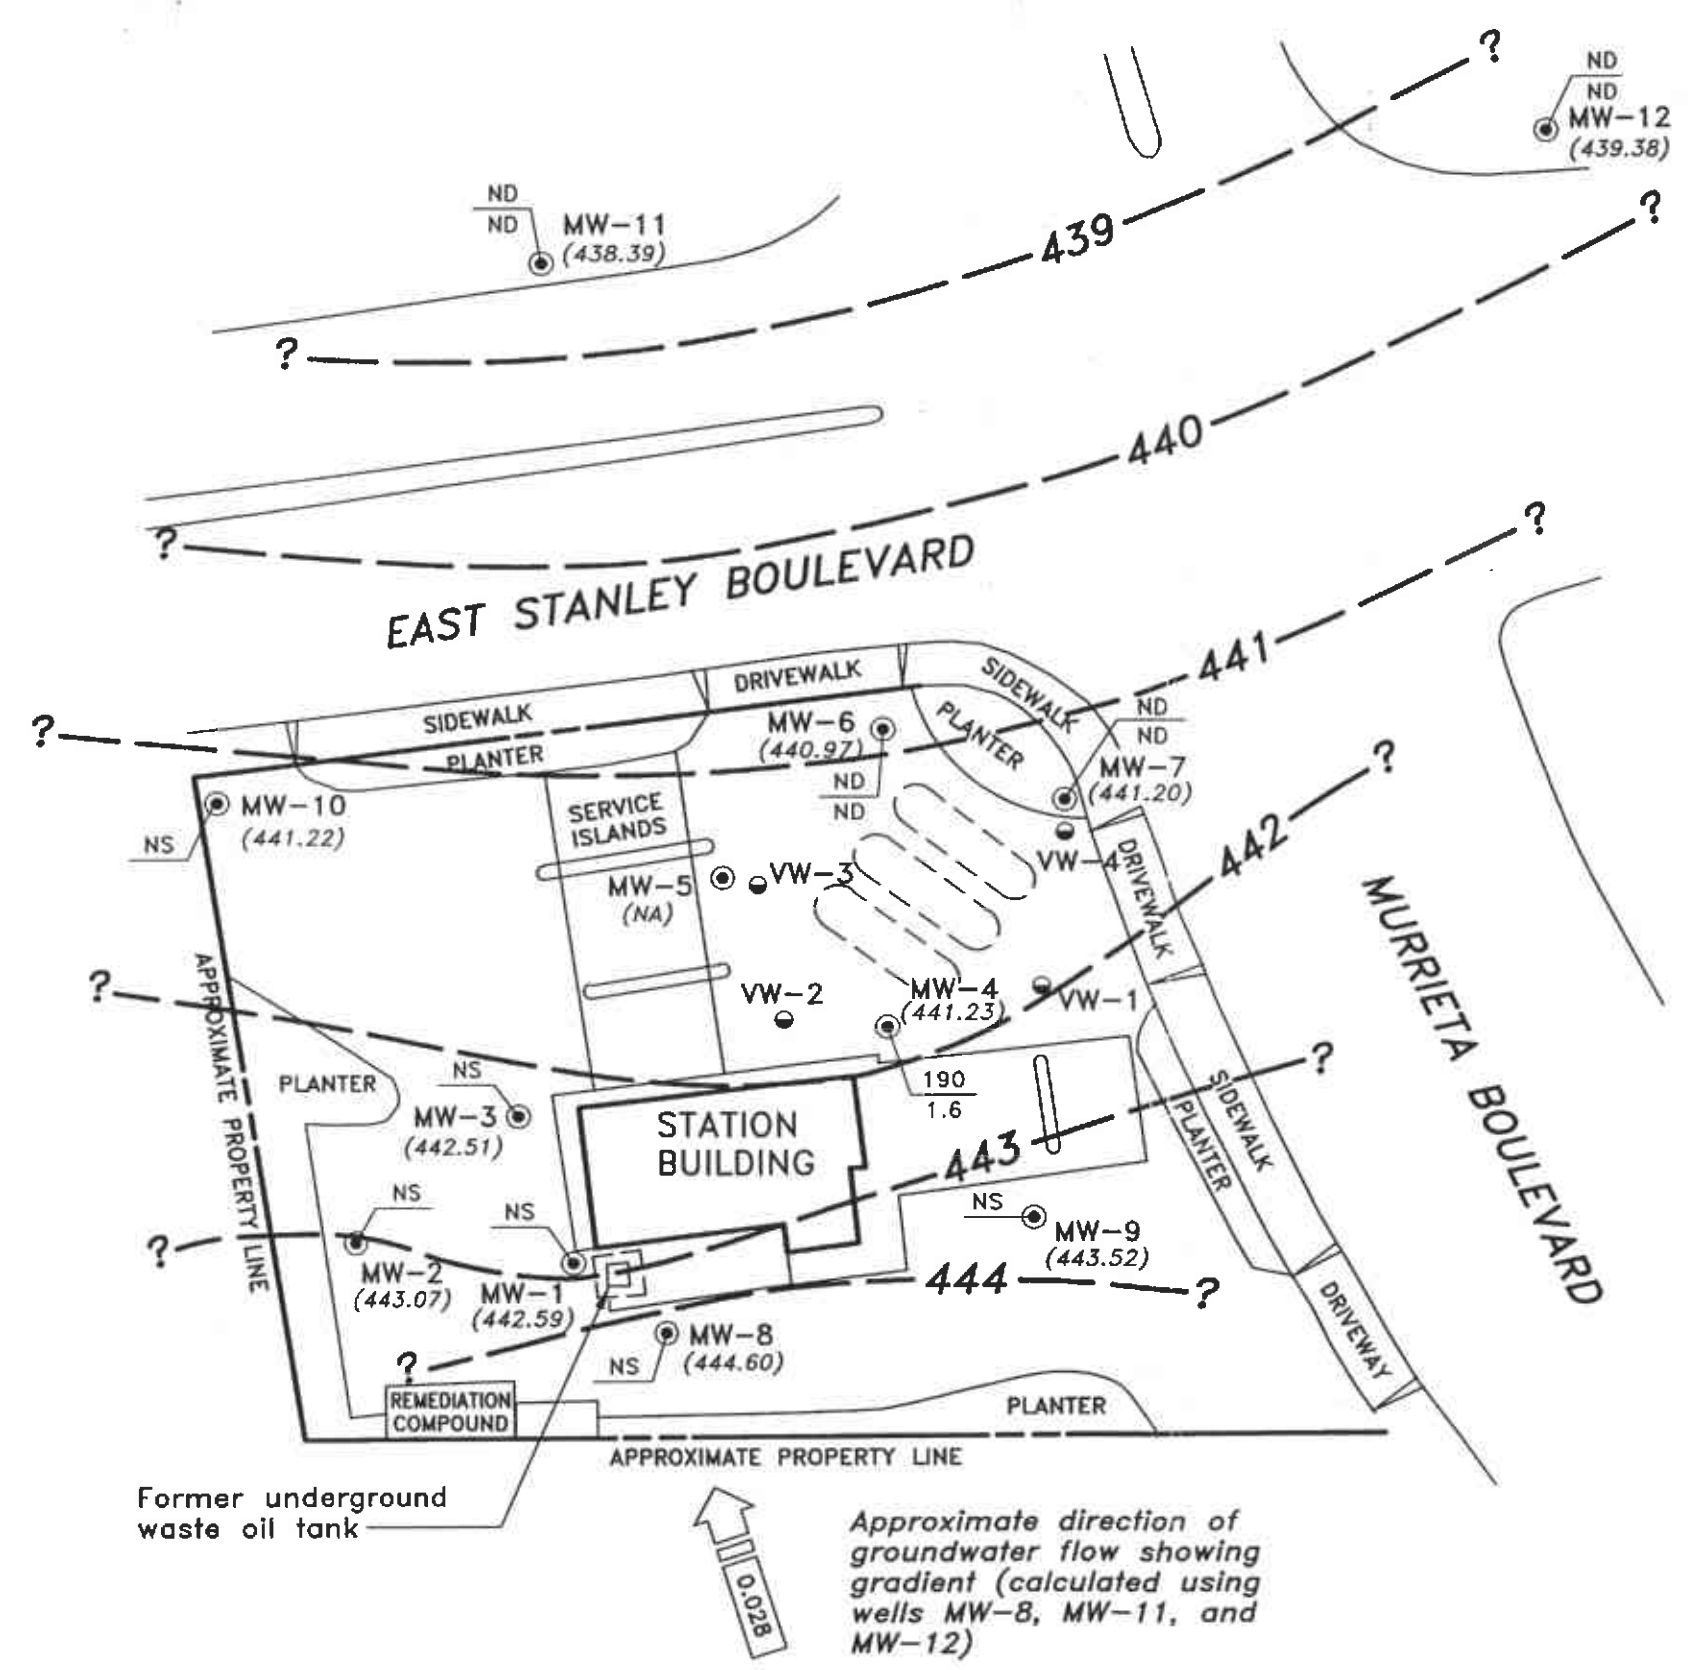 ?
ND
ND
MW-12
(439.38)
ND
ND
MW-11
(438.39)
439
?
?
440
?
?
EAST STANLEY BOULEVARD
441
?
?
SIDEWALK
DRIVEWALK
SIDEWALK
PLANTER
PLANTER
MW-6
(440.97)
ND
ND
ND
ND
MW-7
(441.20)
?
MW-10
(441.22)
NS
SERVICE
ISLANDS
442
VW-4
DRIVEWALK
MW-5
(NA)
VW-3
MURRIETA BOULEVARD
APPROXIMATE PROPERTY LINE
?
VW-2
MW-4
(441.23)
VW-1
190
1.6
?
PLANTER
NS
MW-3
(442.51)
STATION
BUILDING
443
SIDEWALK
PLANTER
NS
NS
NS
MW-9
(443.52)
?
MW-2
(443.07)
MW-1
(442.59)
444
?
DRIVEWAY
MW-8
(444.60)
NS
?
REMEDIATION
COMPOUND
PLANTER
APPROXIMATE PROPERTY LINE
Former underground
waste oil tank
0.028
Approximate direction of
groundwater flow showing
gradient (calculated using
wells MW-8, MW-11, and
MW-12)